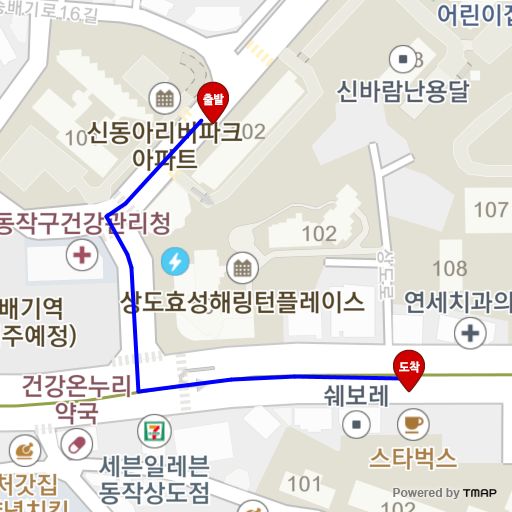 송배기로16길
어린이집
출발
신바람난용달
신동아리버파크
아파트
102
107
동작구건강관리청
102
상도로
108
상도효성해링턴플레이스
연세치과의
배기역
주예정)
도착
건강온누리
약국
쉐보레
세븐일레븐
동작상도점
스타벅스
처갓집
양념치킨
Powered by TMAP